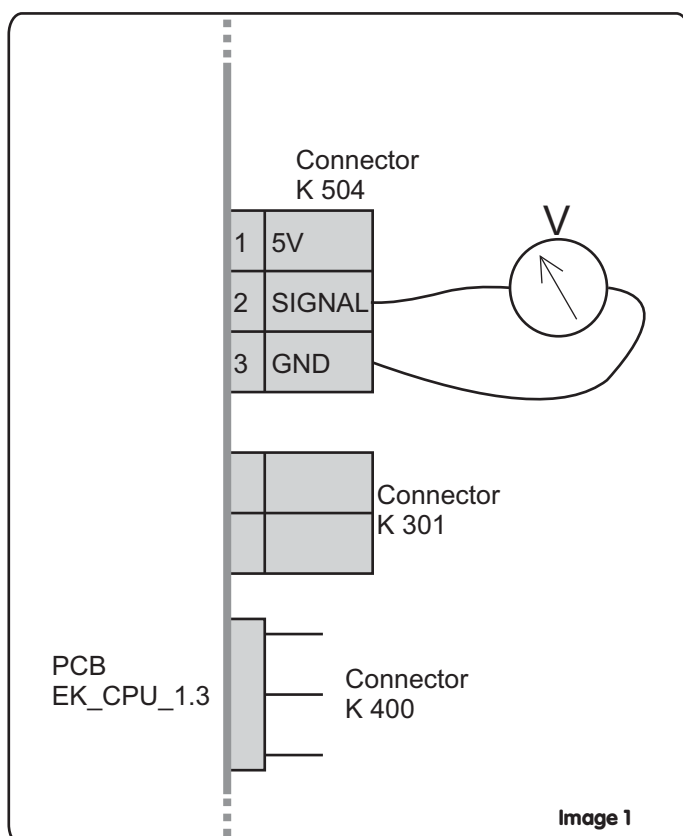 Connector
K 504
V
1 5V
2 SIGNAL
3 GND
Connector
K 301
PCB
EK_CPU_1.3
Connector
K 400
Image 1